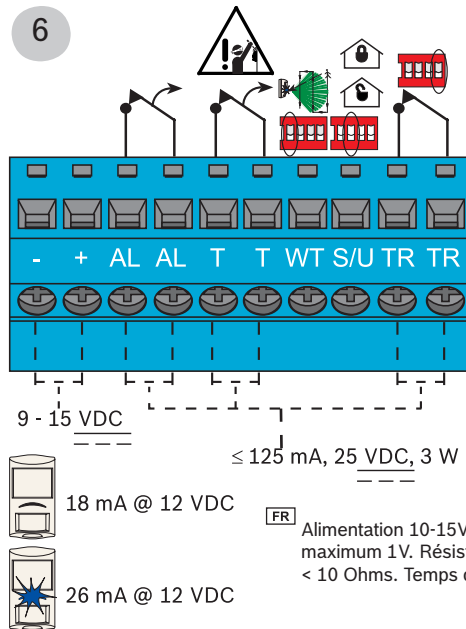 6
- + AL AL T T WT S/U TR TR
9 - 15 VDC
≤ 125 mA, 25 VDC, 3 W
18 mA @ 12 VDC
FR
Alimentation 10-15V
maximum 1V. Résis
< 10 Ohms. Temps
26 mA @ 12 VDC